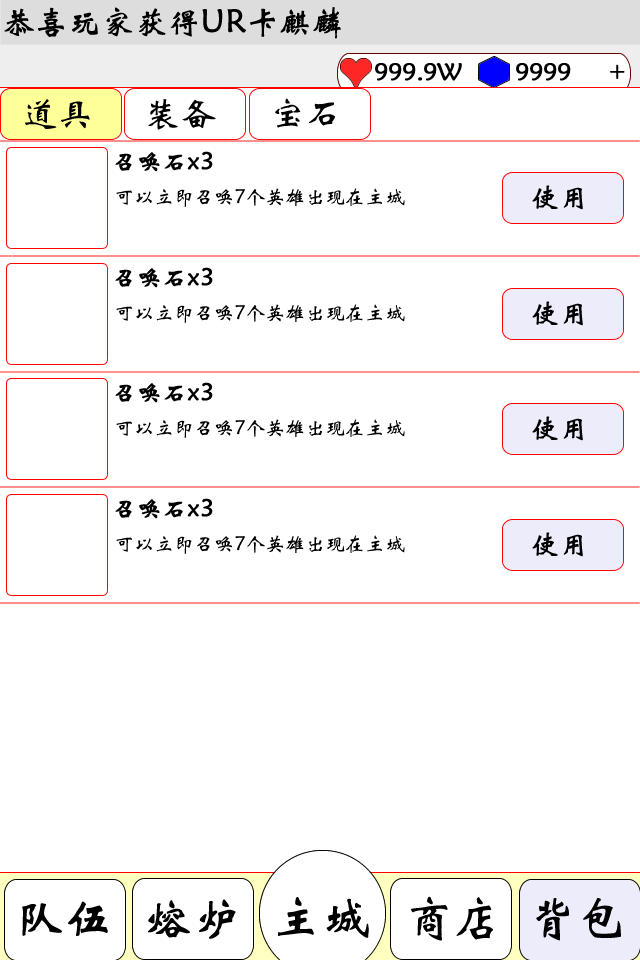 恭喜玩家获得UR卡麒麟
999.9W 9999 +
道具 装备 宝石
召唤石x3
可以立即召唤7个英雄出现在主城
使用
召唤石x3
可以立即召唤7个英雄出现在主城
使用
召唤石x3
可以立即召唤7个英雄出现在主城
使用
召唤石x3
可以立即召唤7个英雄出现在主城
使用
队伍 熔炉 主城 商店 背包